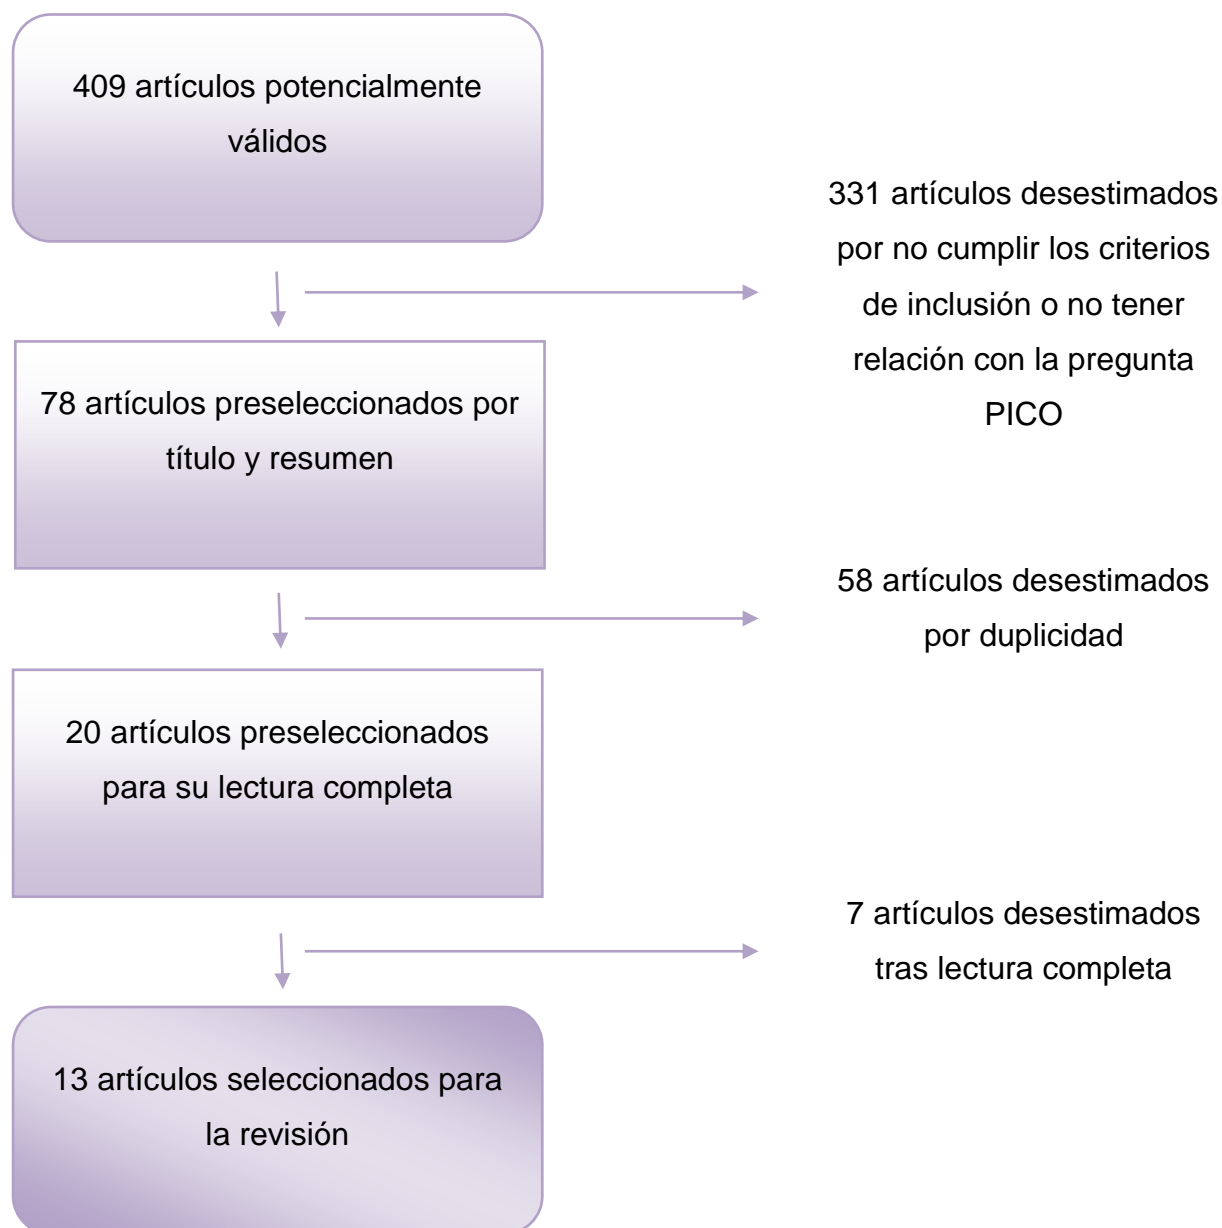 409 artículos potencialmente
válidos
331 artículos desestimados
por no cumplir los criterios
de inclusión o no tener
relación con la pregunta
PICO
78 artículos preseleccionados por
título y resumen
58 artículos desestimados
por duplicidad
20 artículos preseleccionados
para su lectura completa
7 artículos desestimados
tras lectura completa
13 artículos seleccionados para
la revisión